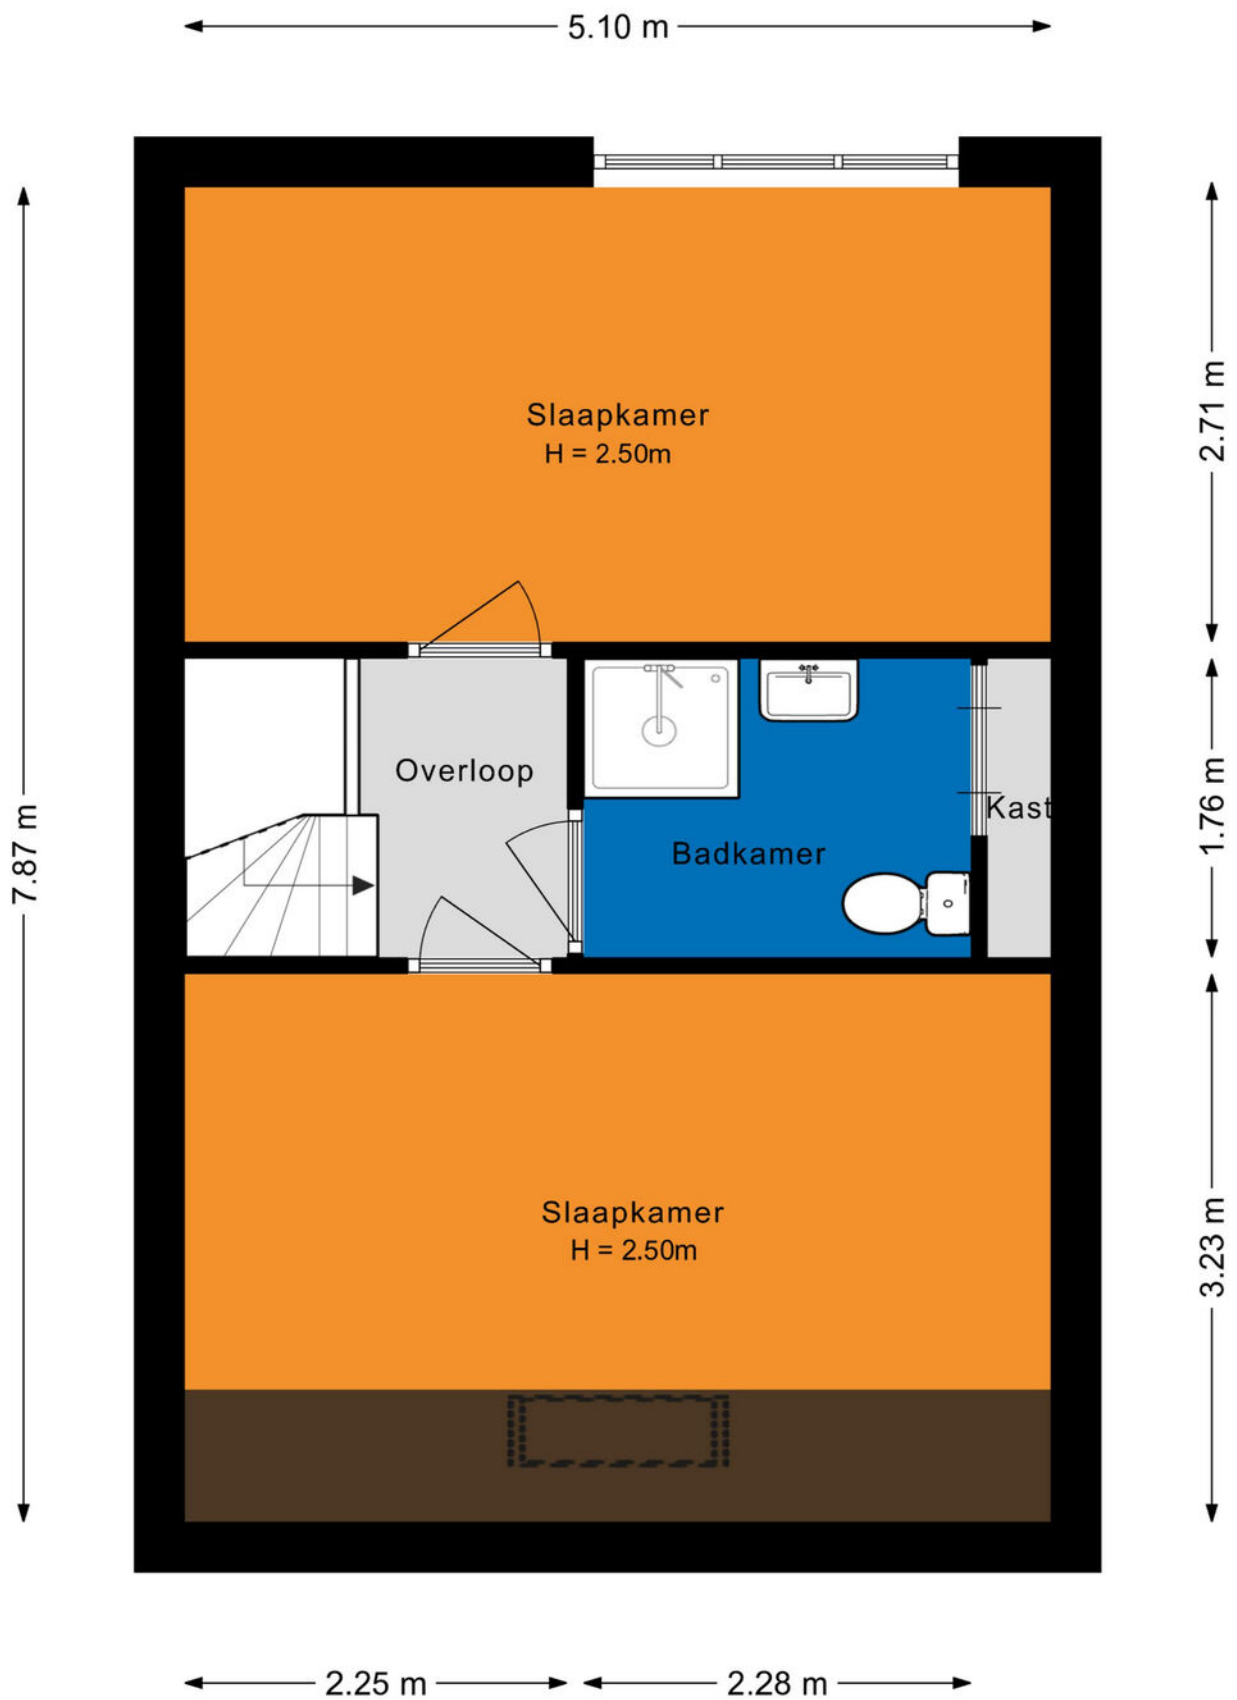 5.10 m
Slaapkamer
H = 2.50m
2.71 m
Overloop
Badkamer
Kast
7.87 m
1.76 m
Slaapkamer
H = 2.50m
3.23 m
2.25 m
2.28 m